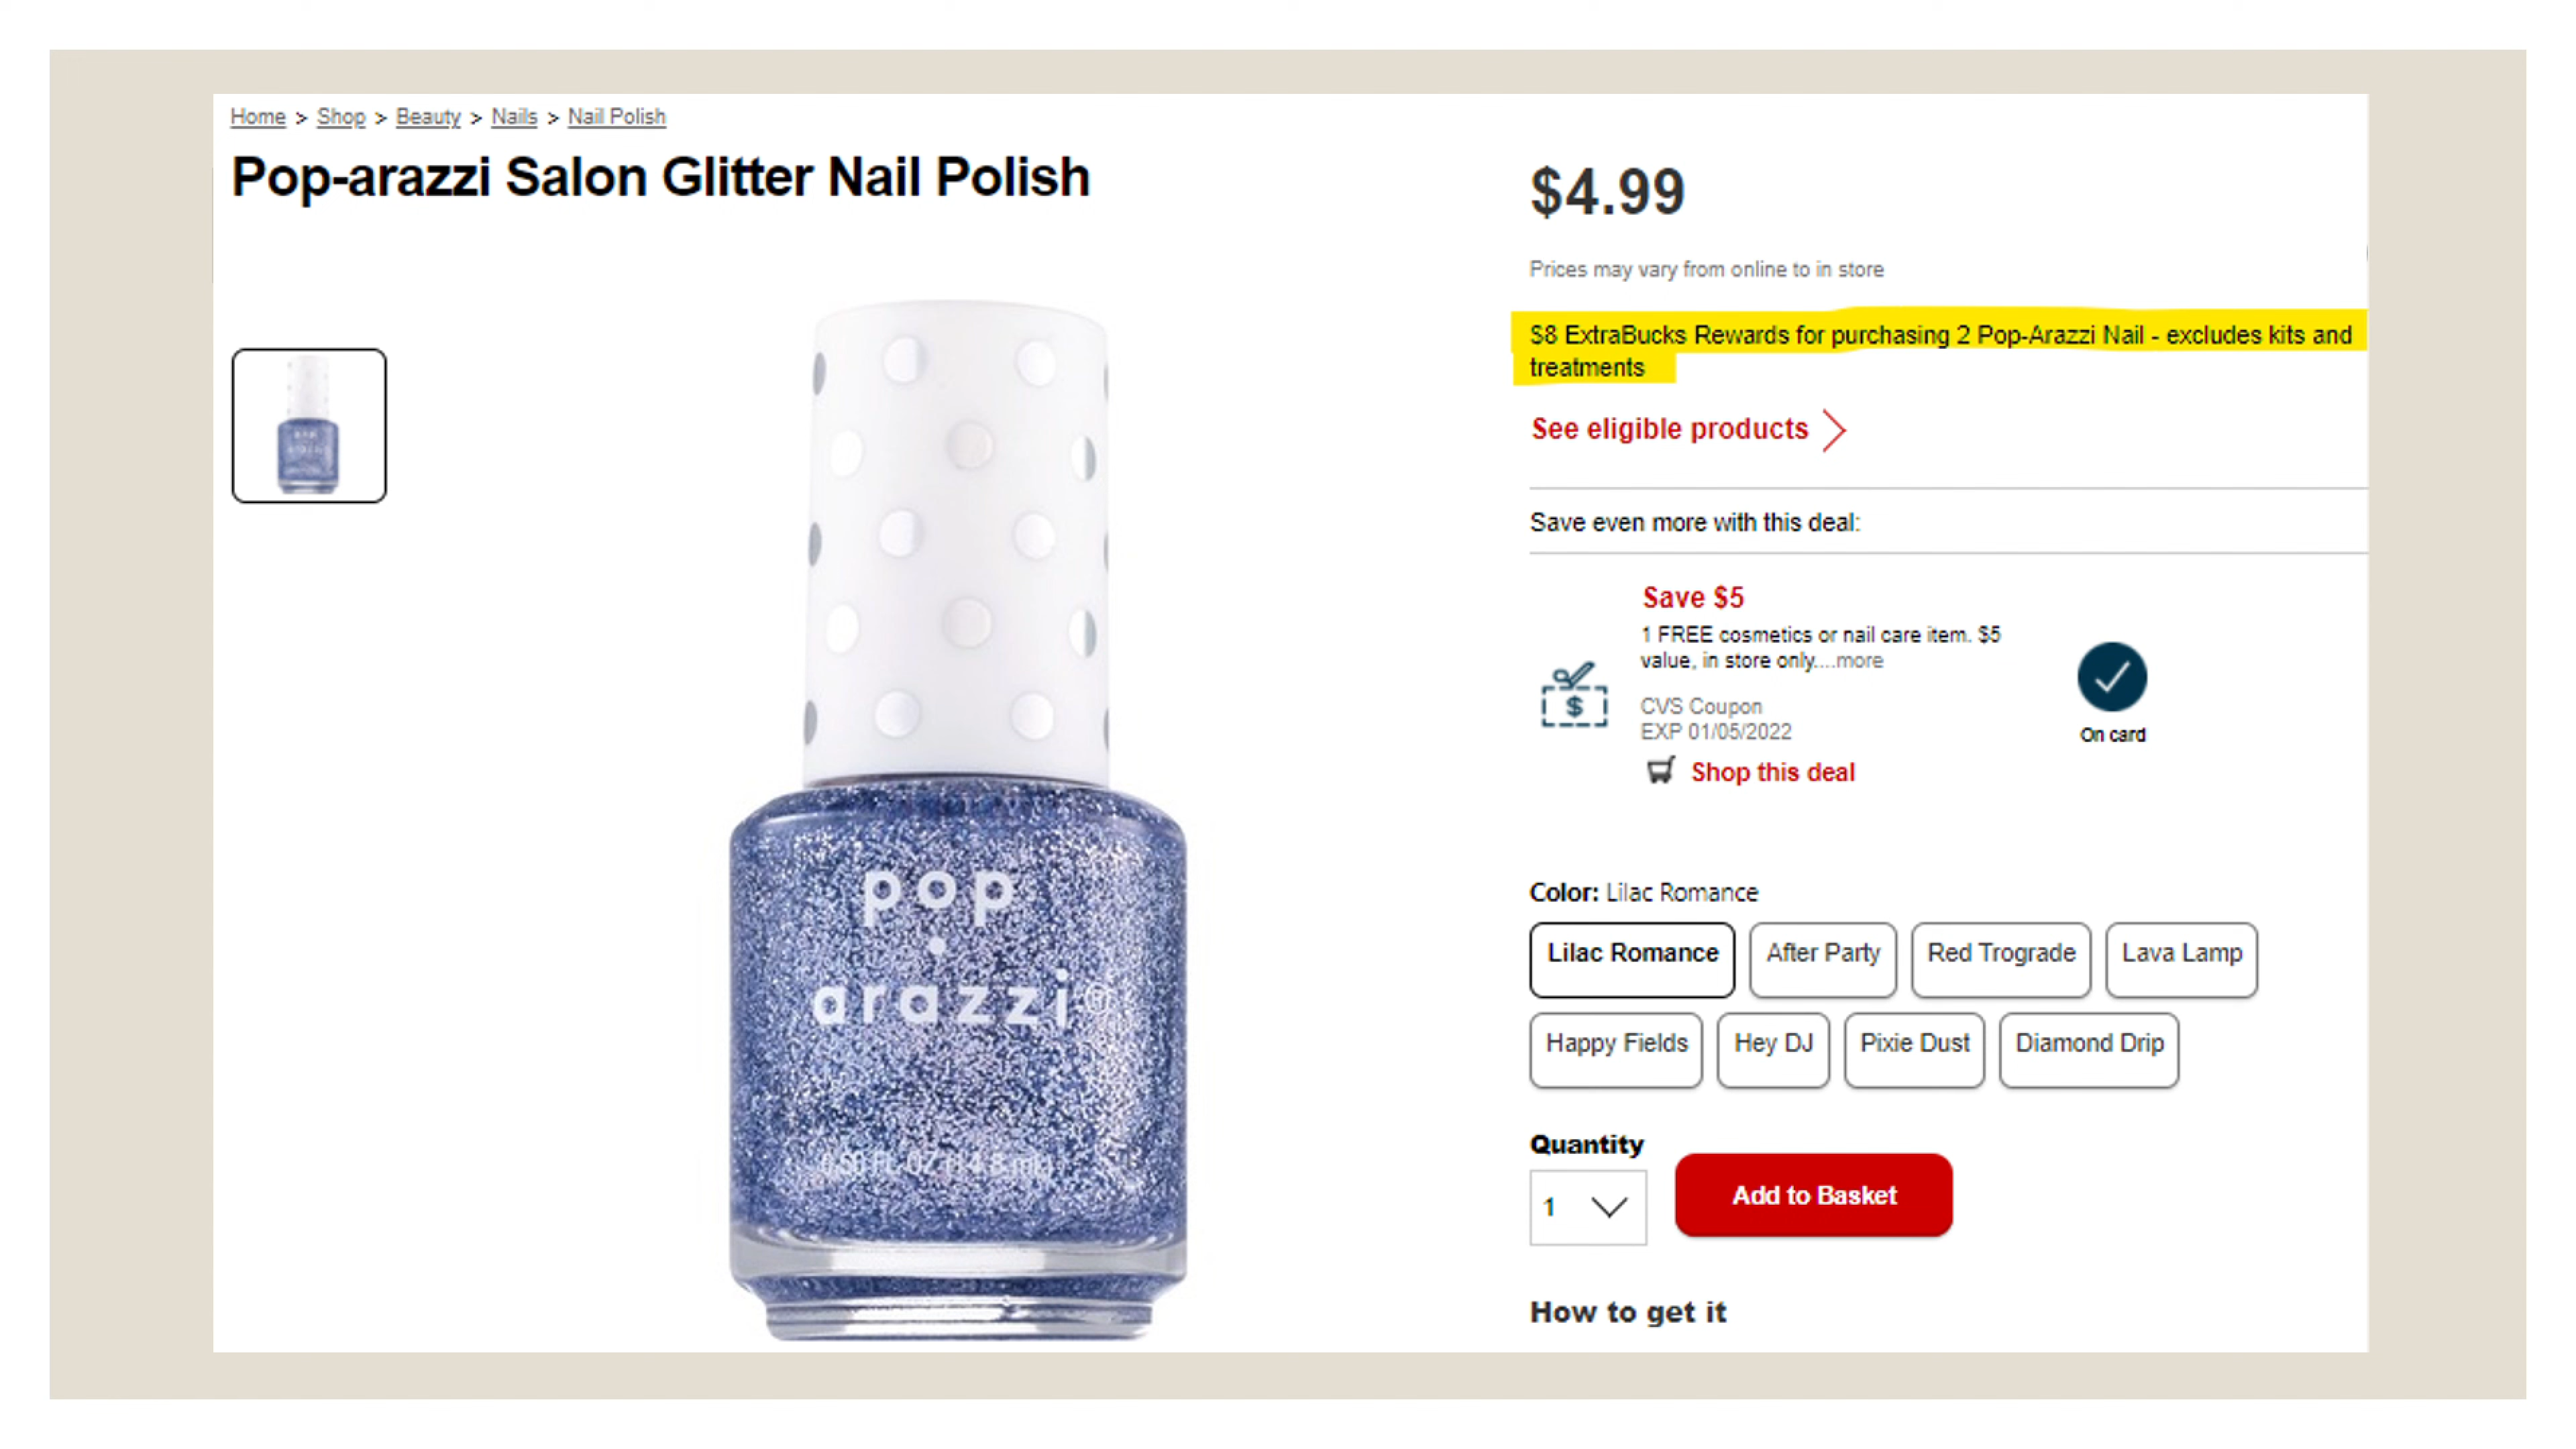 Home > Shop > Beauty > Nails > Nail Polish
Pop-arazzi Salon Glitter Nail Polish
$4.99
Prices may vary from online to in store
$8 ExtraBucks Rewards for purchasing 2 Pop-Arazzi Nail - excludes kits and
treatments
See eligible products
Save even more with this deal:
Save $5
1 FREE cosmetics or nail care item. $5
value, in store only....more
$
CVS Coupon
EXP 01/05/2022
On card
Shop this deal
pop
arazzi®
Color: Lilac Romance
Lilac Romance After Party Red Trograde Lava Lamp
Happy Fields Hey DJ Pixie Dust Diamond Drip
Quantity
1
Add to Basket
How to get it